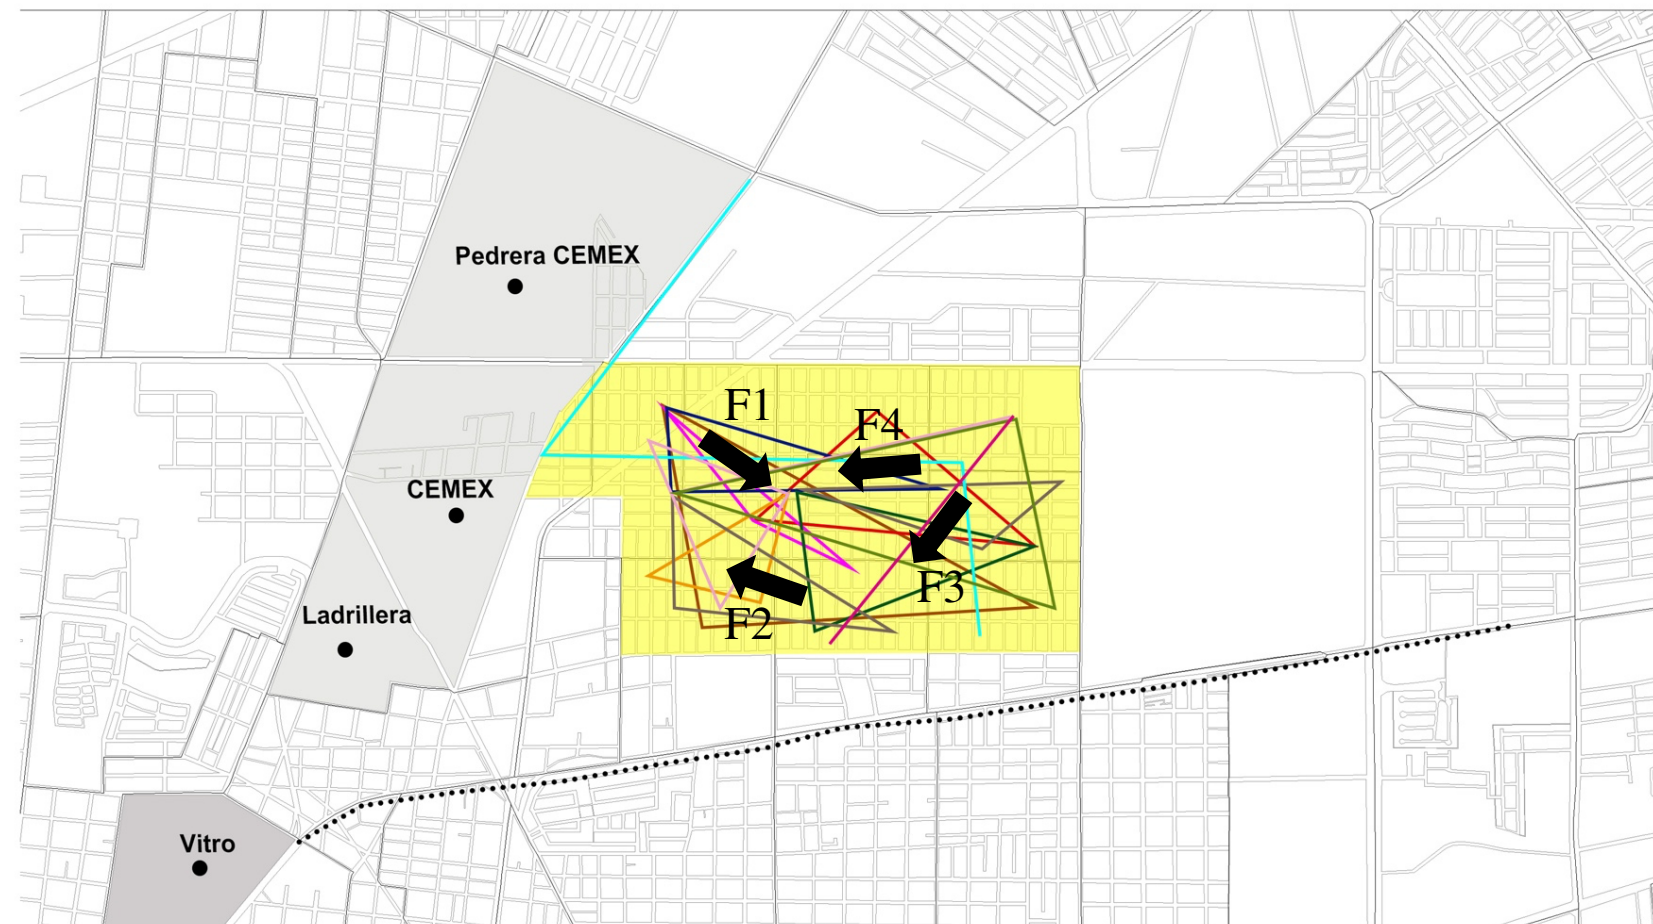 Pedrera CEMEX
F1
F4
CEMEX
F3
Ladrillera
F2
Vitro